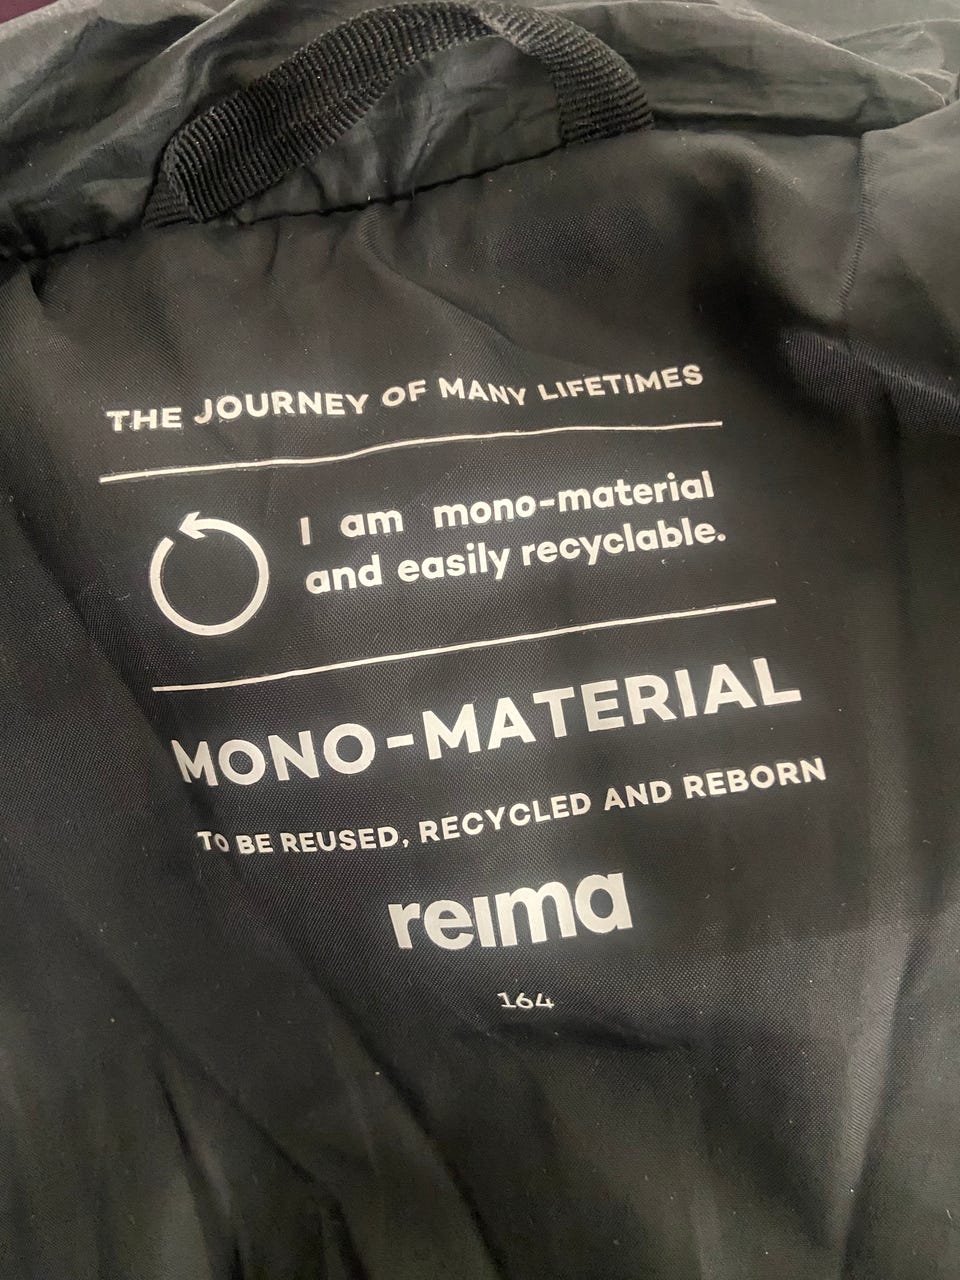 THE JOURNEY OF MANY LIFETIMES
I am mono-material
and easily recyclable.
MONO-MATERIAL
TO BE REUSED, RECYCLED AND REBORN
reima
164